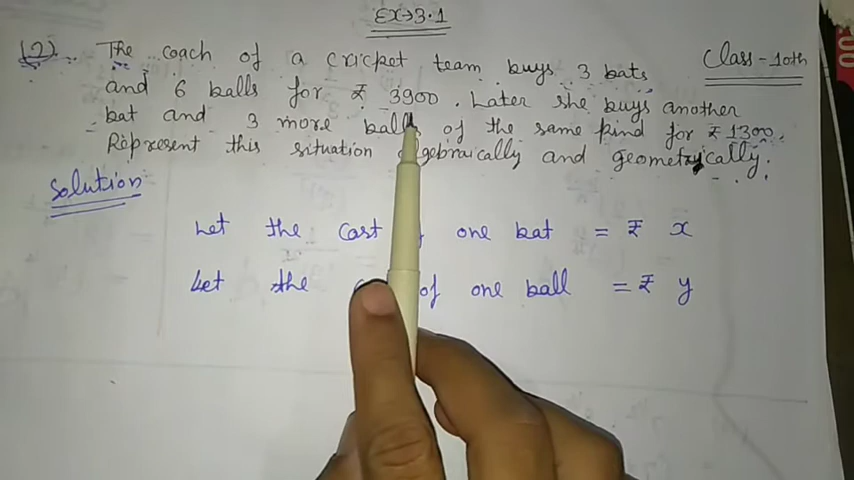 Ex→3.1
Class-10th
(2). The coach of a cricket team buys 3 bats
and 6 balls for ₹ 3900. Later she buys another
bat and 3 more balls of the same kind for ₹ 1300.
Represent this situation algebraically and geometrically.
Solution
Let the cost one bat = ₹ x
Let the of one ball = ₹ y